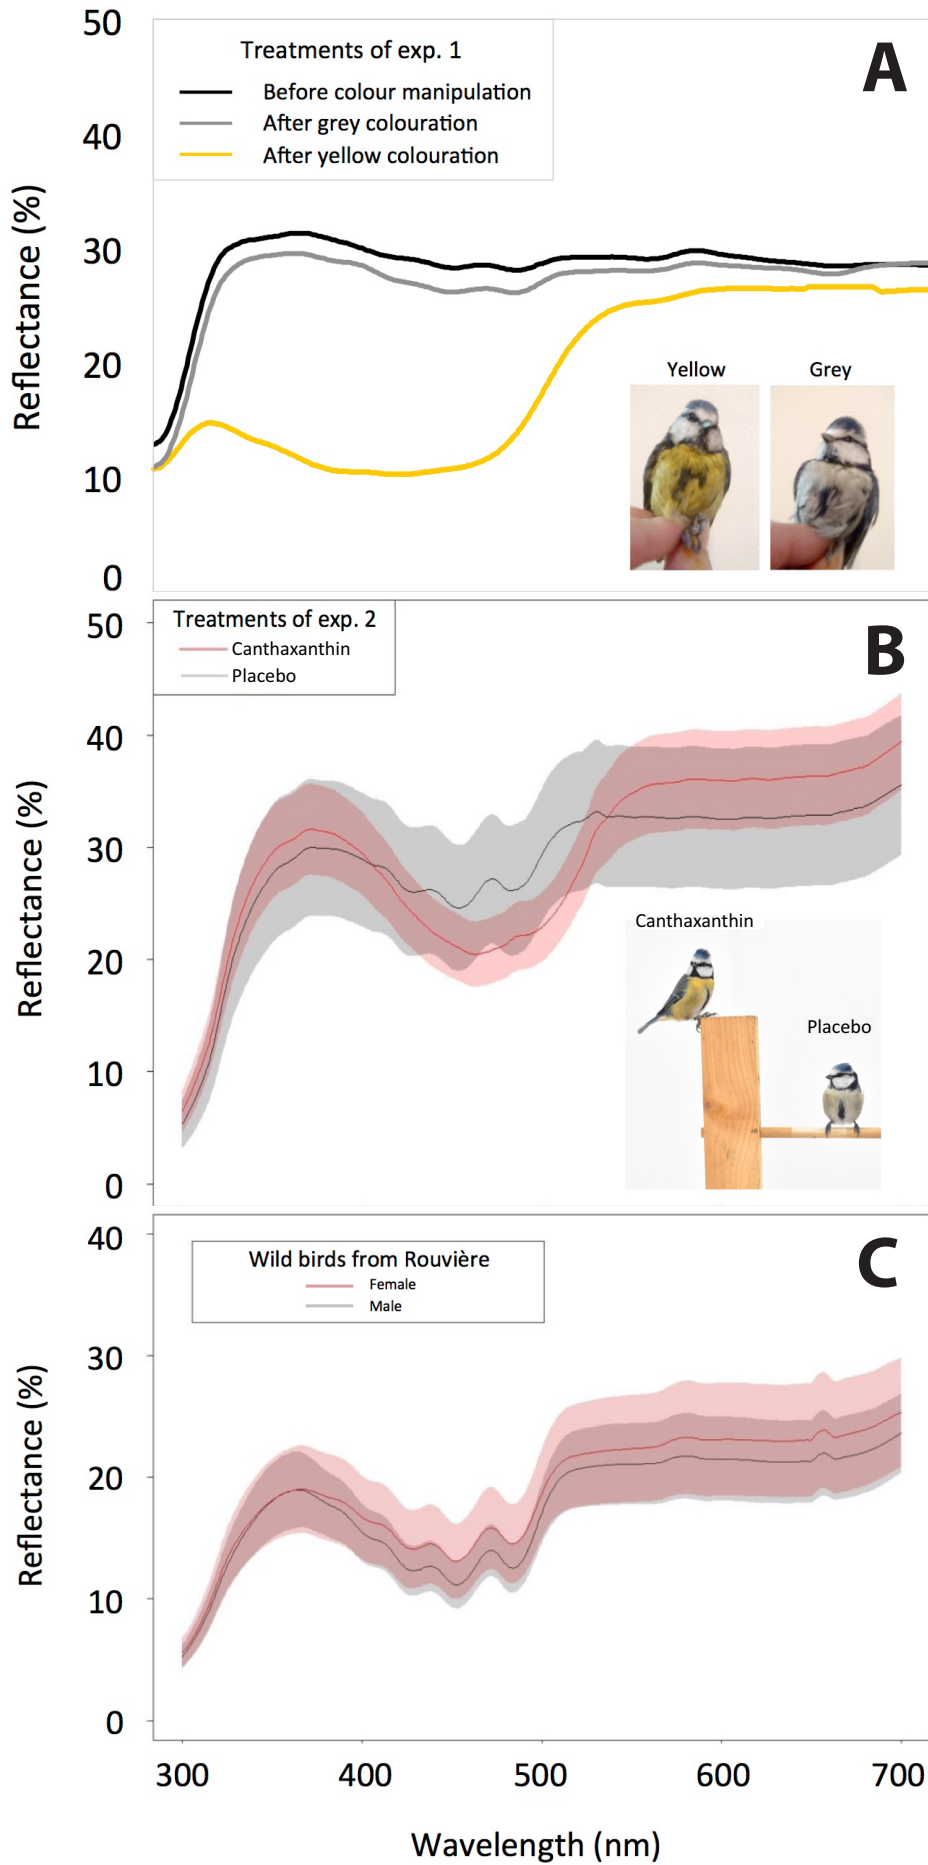 A
Treatments of exp. 1
Before colour manipulation
After grey colouration
After yellow colouration
50
40
30
20
10
0
Reflectance (%)
Yellow
Grey
B
Treatments of exp. 2
Canthaxanthin
Placebo
50
40
30
20
10
0
Reflectance (%)
Canthaxanthin
Placebo
C
Wild birds from Rouvière
Female
Male
40
30
20
10
0
Reflectance (%)
300 400 500 600 700
Wavelength (nm)